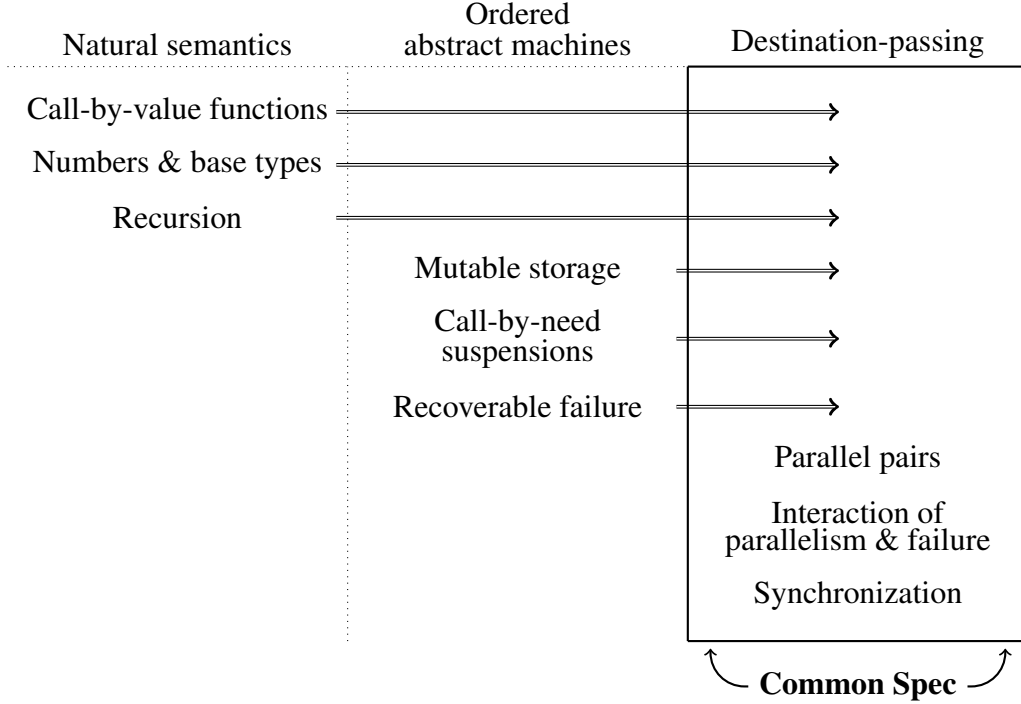 Natural semantics
Ordered
abstract machines
Destination-passing
Call-by-value functions
Numbers & base types
Recursion
Mutable storage
Call-by-need
suspensions
Recoverable failure
Parallel pairs
Interaction of
parallelism & failure
Synchronization
Common Spec